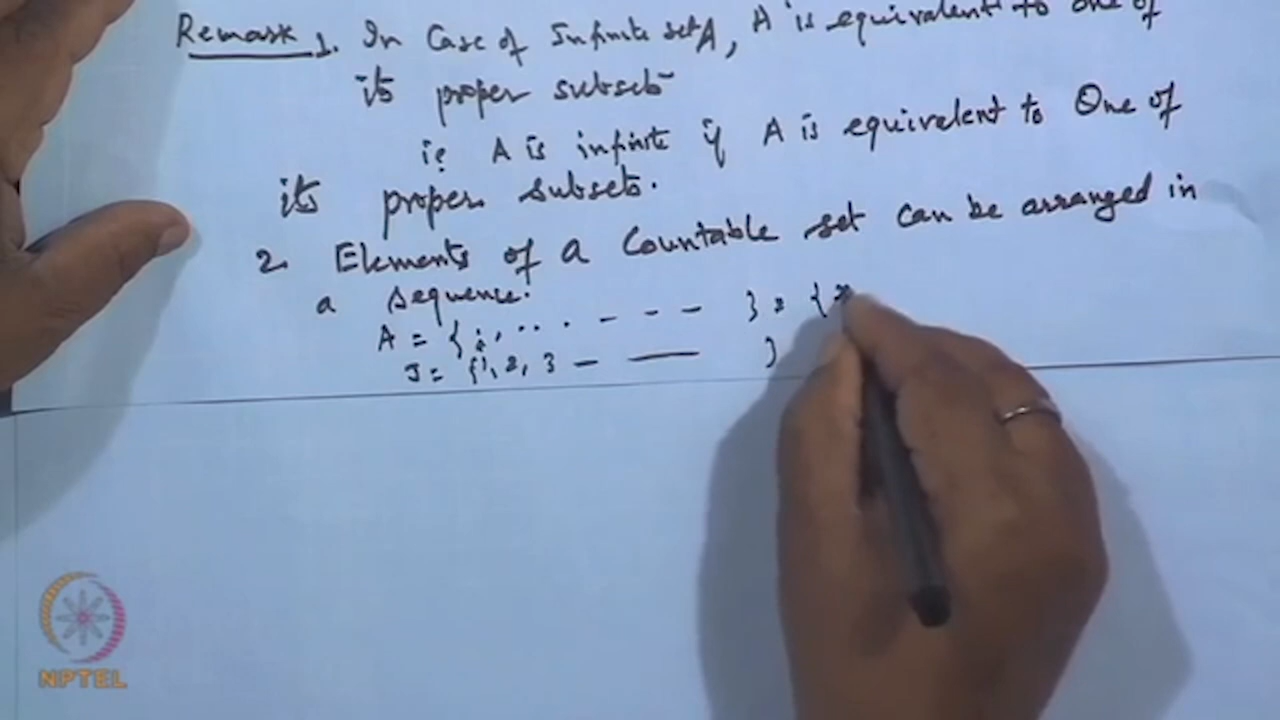 Remark 1. In Case of Infinite set A, A is equivalent to one of
its proper subsets
ie A is infinite if A is equivalent to One of
its proper subsets.
2. Elements of a Countable set can be arranged in
a sequence.
A = { ., . . . - - - } = {
J = {1, 2, 3 — — }
NPTEL